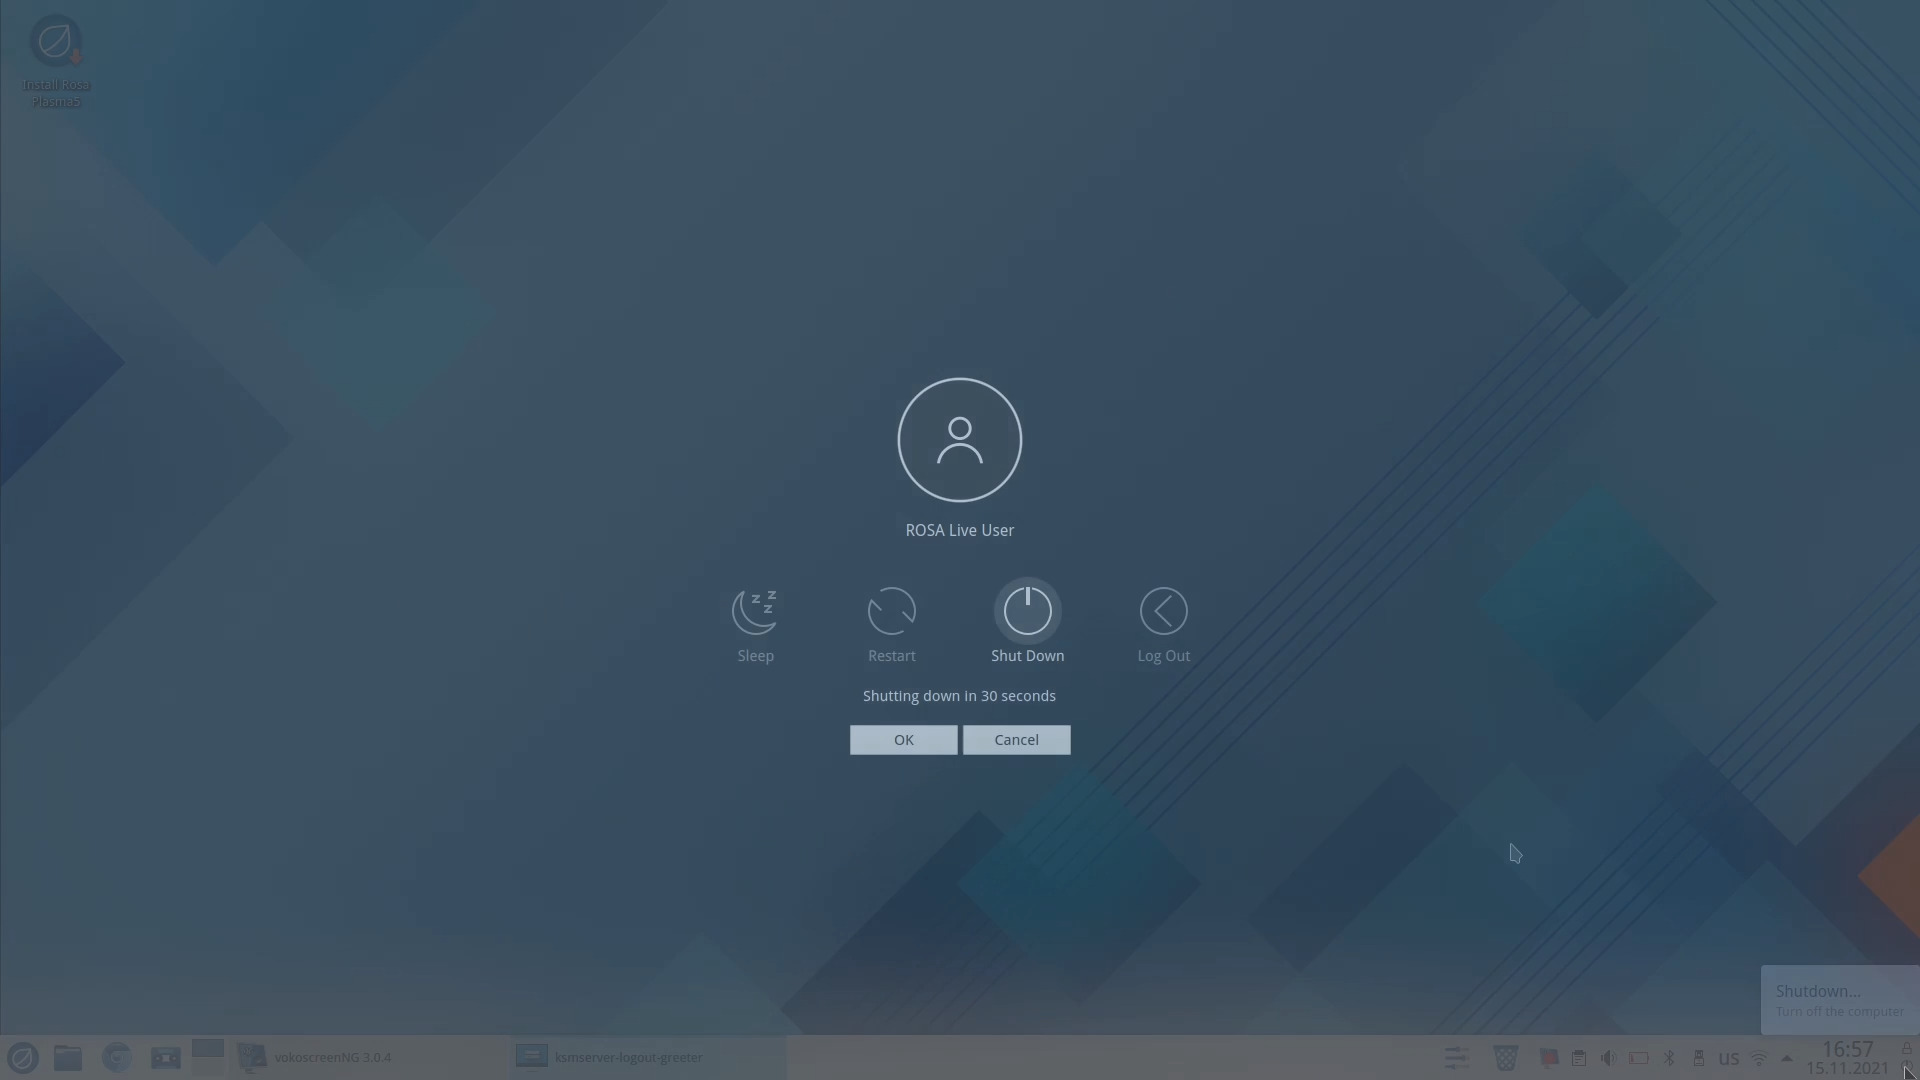 Install Rosa
Plasma5
ROSA Live User
z z
z
Sleep
Restart
Shut Down
Log Out
Shutting down in 30 seconds
OK
Cancel
Shutdown...
Turn off the computer
vokoscreenNG 3.0.4
ksmserver-logout-greeter
US
16:57
15.11.2021